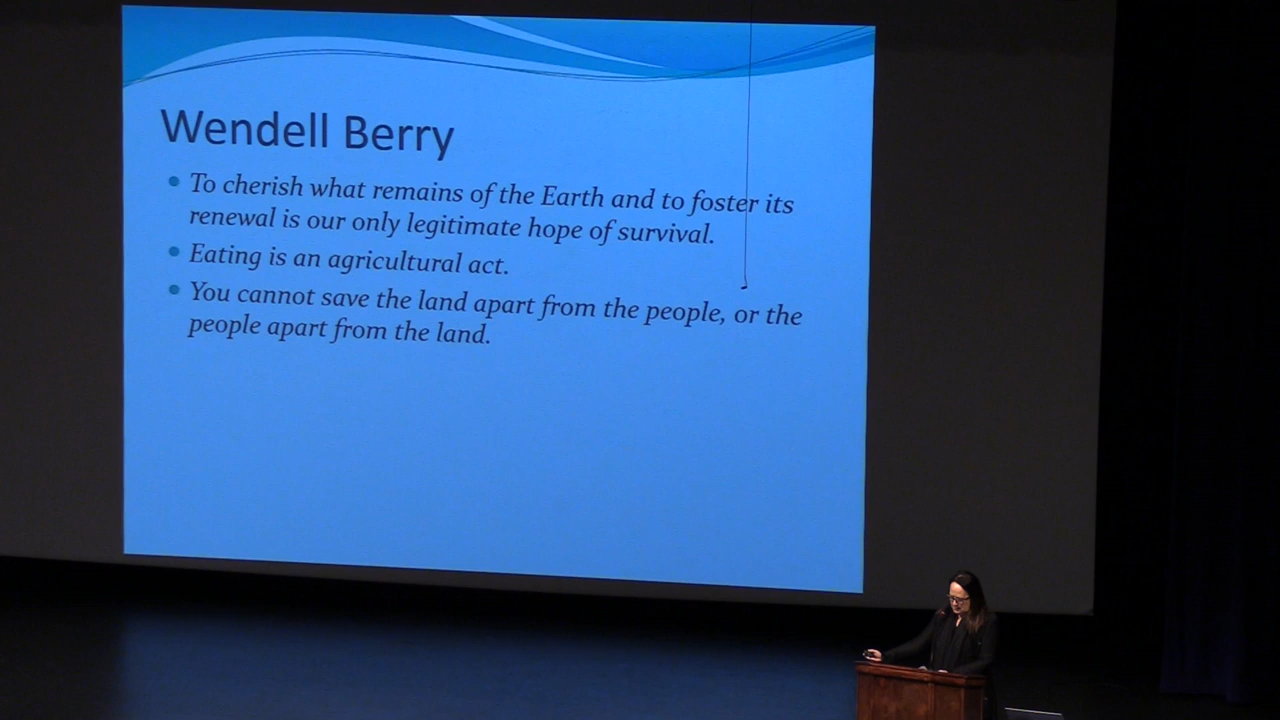 Wendell Berry
To cherish what remains of the Earth and to foster its
renewal is our only legitimate hope of survival.
Eating is an agricultural act.
You cannot save the land apart from the people, or the
people apart from the land.